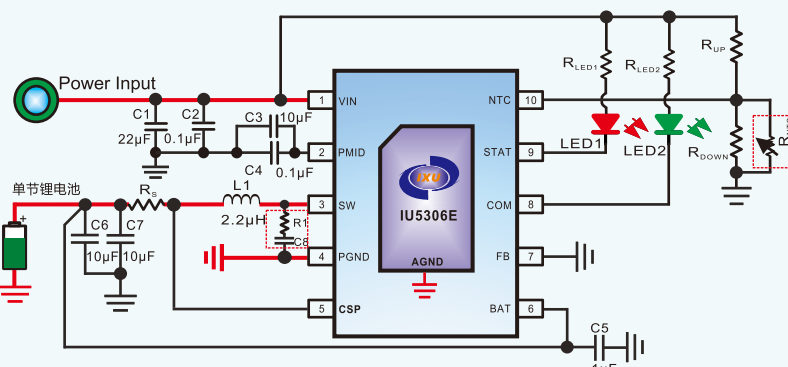 Power Input
C1
22μF
C2
0.1μF
C3
10μF
C4
0.1μF
1
VIN
2
PMID
3
SW
4
PGND
5
CSP
NTC
10
STAT
9
COM
8
FB
7
BAT
6
ixu
IU5306E
AGND
RLED1
RLED2
RUP
RDOWN
LED1
LED2
单节锂电池
+
RS
L1
2.2μH
R1
C8
C6
10μF
C7
10μF
C5